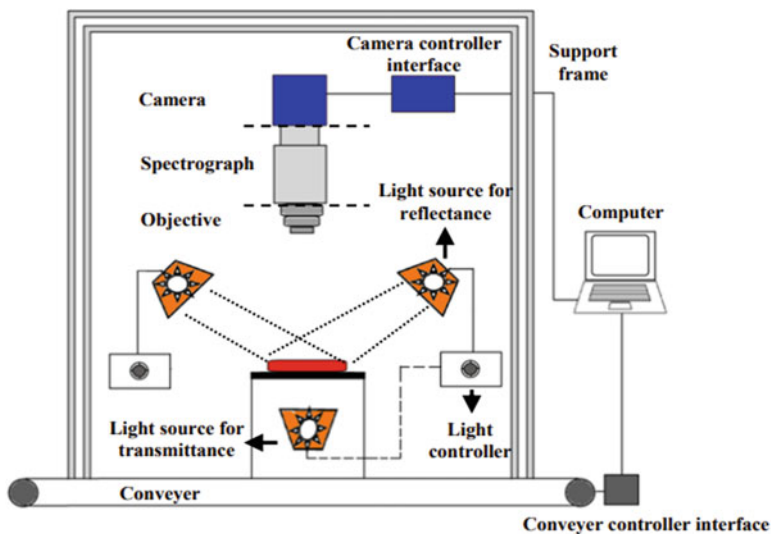 Camera controller
interface
Support
frame
Camera
Spectrograph
Light source for
reflectance
Computer
Objective
Light source for
transmittance
Light
controller
Conveyer
Conveyer controller interface